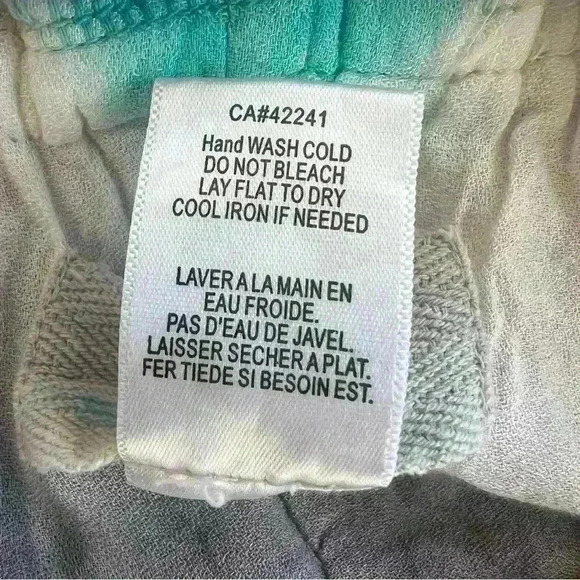 CA#42241
Hand WASH COLD
DO NOT BLEACH
LAY FLAT TO DRY
COOL IRON IF NEEDED
LAVER A LA MAIN EN
EAU FROIDE.
PAS D'EAU DE JAVEL.
LAISSER SECHER A PLAT.
FER TIEDE SI BESOIN EST.